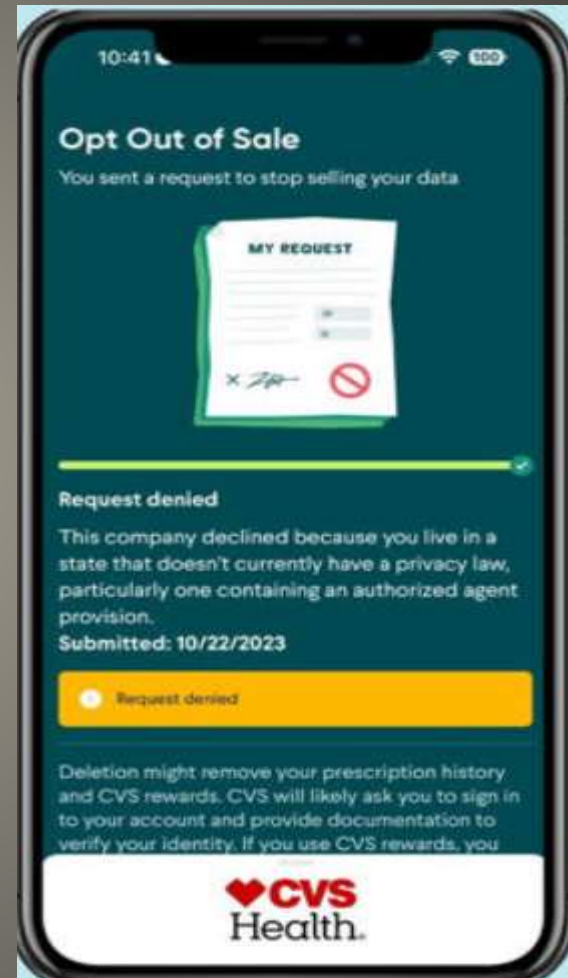 10:41
100
Opt Out of Sale
You sent a request to stop selling your data
MY REQUEST
Request denied
This company declined because you live in a
state that doesn't currently have a privacy law,
particularly one containing an authorized agent
provision.
Submitted: 10/22/2023
Request denied
Deletion might remove your prescription history
and CVS rewards. CVS will likely ask you to sign in
to your account and provide documentation to
verify your identity. If you use CVS rewards, you
CVS
Health.